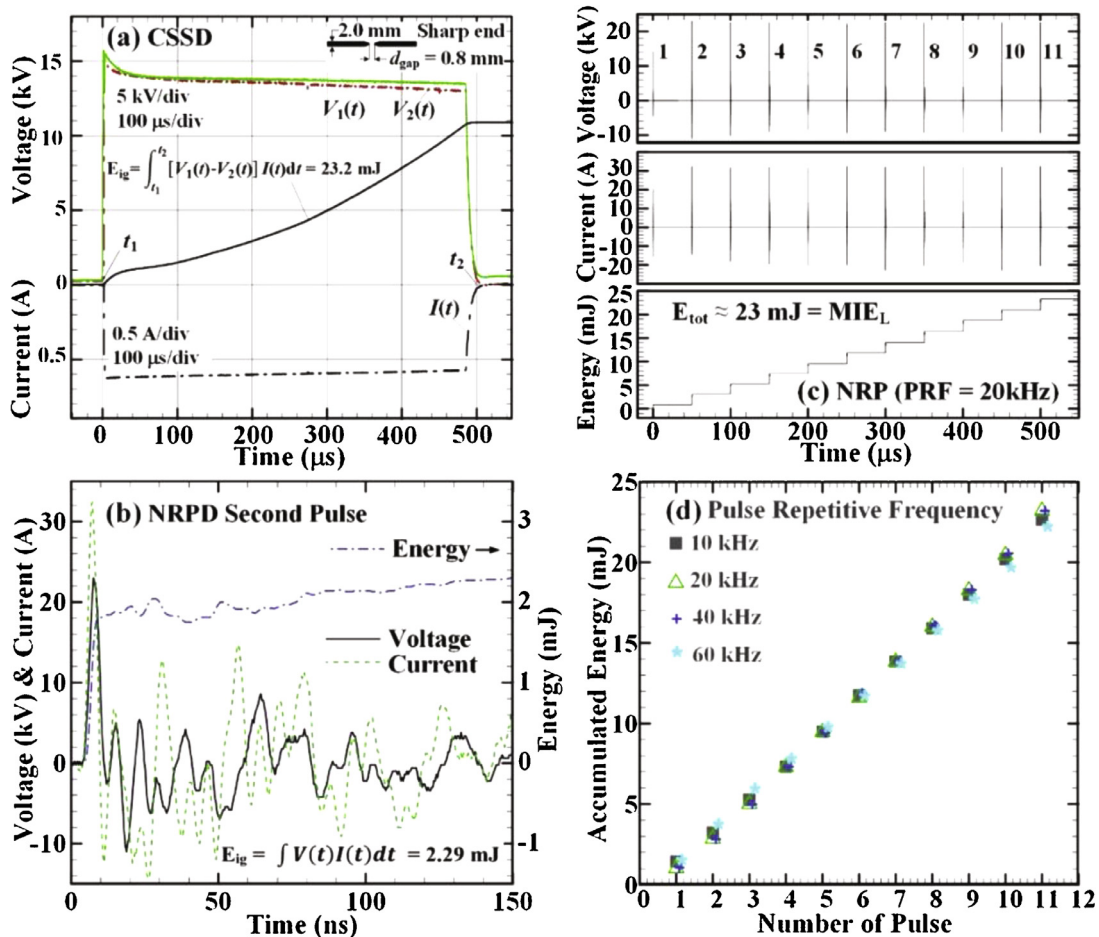 (a) CSSD
2.0 mm
Sharp end
d_gap = 0.8 mm
5 kV/div
100 μs/div
V₁(t) V₂(t)
E_ig = ∫_{t₁}^{t₂} [V₁(t)-V₂(t)] I(t)dt = 23.2 mJ
t₁
t₂
I(t)
0.5 A/div
100 μs/div
Voltage (kV)
Current (A)
15
10
5
0
0.5
0 100 200 300 400 500
Time (μs)
1 2 3 4 5 6 7 8 9 10 11
Voltage (kV)
20
10
0
-10
Current (A)
30
20
10
0
-10
-20
Energy (mJ)
25
20
15
10
5
0
E_tot ≈ 23 mJ = MIE_L
(c) NRP (PRF = 20kHz)
0 100 200 300 400 500
Time (μs)
(b) NRPD Second Pulse
Energy →
Voltage
Current
E_ig = ∫ V(t)I(t)dt = 2.29 mJ
Voltage (kV) & Current (A)
30
20
10
0
-10
Energy (mJ)
3
2
1
0
-1
0 50 100 150
Time (ns)
(d) Pulse Repetitive Frequency
10 kHz
20 kHz
40 kHz
60 kHz
Accumulated Energy (mJ)
25
20
15
10
5
0
0 1 2 3 4 5 6 7 8 9 10 11 12
Number of Pulse